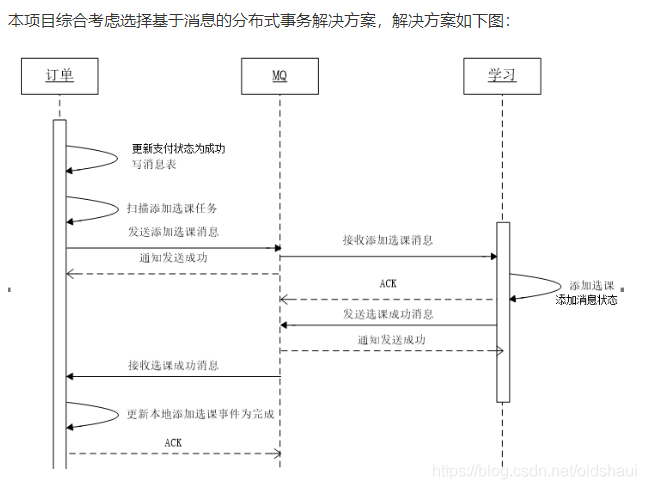 本项目综合考虑选择基于消息的分布式事务解决方案，解决方案如下图：
订单
MQ
学习
更新支付状态为成功
写消息表
扫描添加选课任务
发送添加选课消息
接收添加选课消息
通知发送成功
添加选课
ACK
添加消息状态
发送选课成功消息
通知发送成功
接收选课成功消息
更新本地添加选课事件为完成
ACK
https://blog.csdn.net/oldshaui